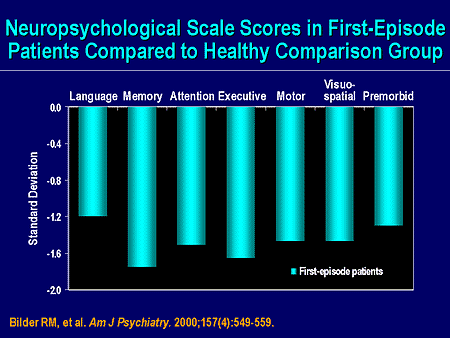 Neuropsychological Scale Scores in First-Episode
Patients Compared to Healthy Comparison Group
Language Memory Attention Executive Motor Visuo-spatial Premorbid
0.0
-0.4
-0.8
-1.2
-1.6
-2.0
Standard Deviation
First-episode patients
Bilder RM, et al. Am J Psychiatry. 2000;157(4):549-559.